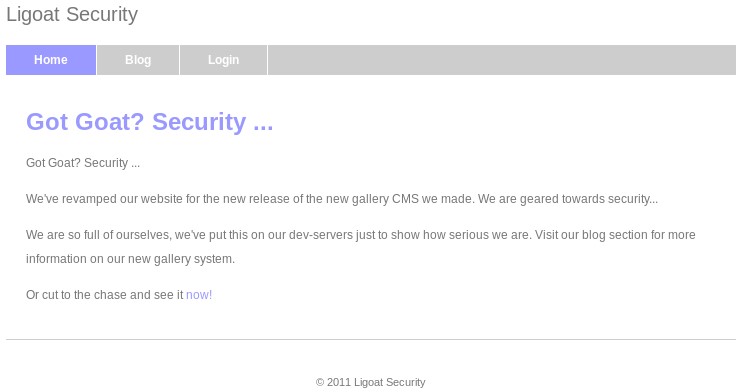 Ligoat Security
Home Blog Login
Got Goat? Security ...
Got Goat? Security ...
We've revamped our website for the new release of the new gallery CMS we made. We are geared towards security...
We are so full of ourselves, we've put this on our dev-servers just to show how serious we are. Visit our blog section for more
information on our new gallery system.
Or cut to the chase and see it now!
© 2011 Ligoat Security